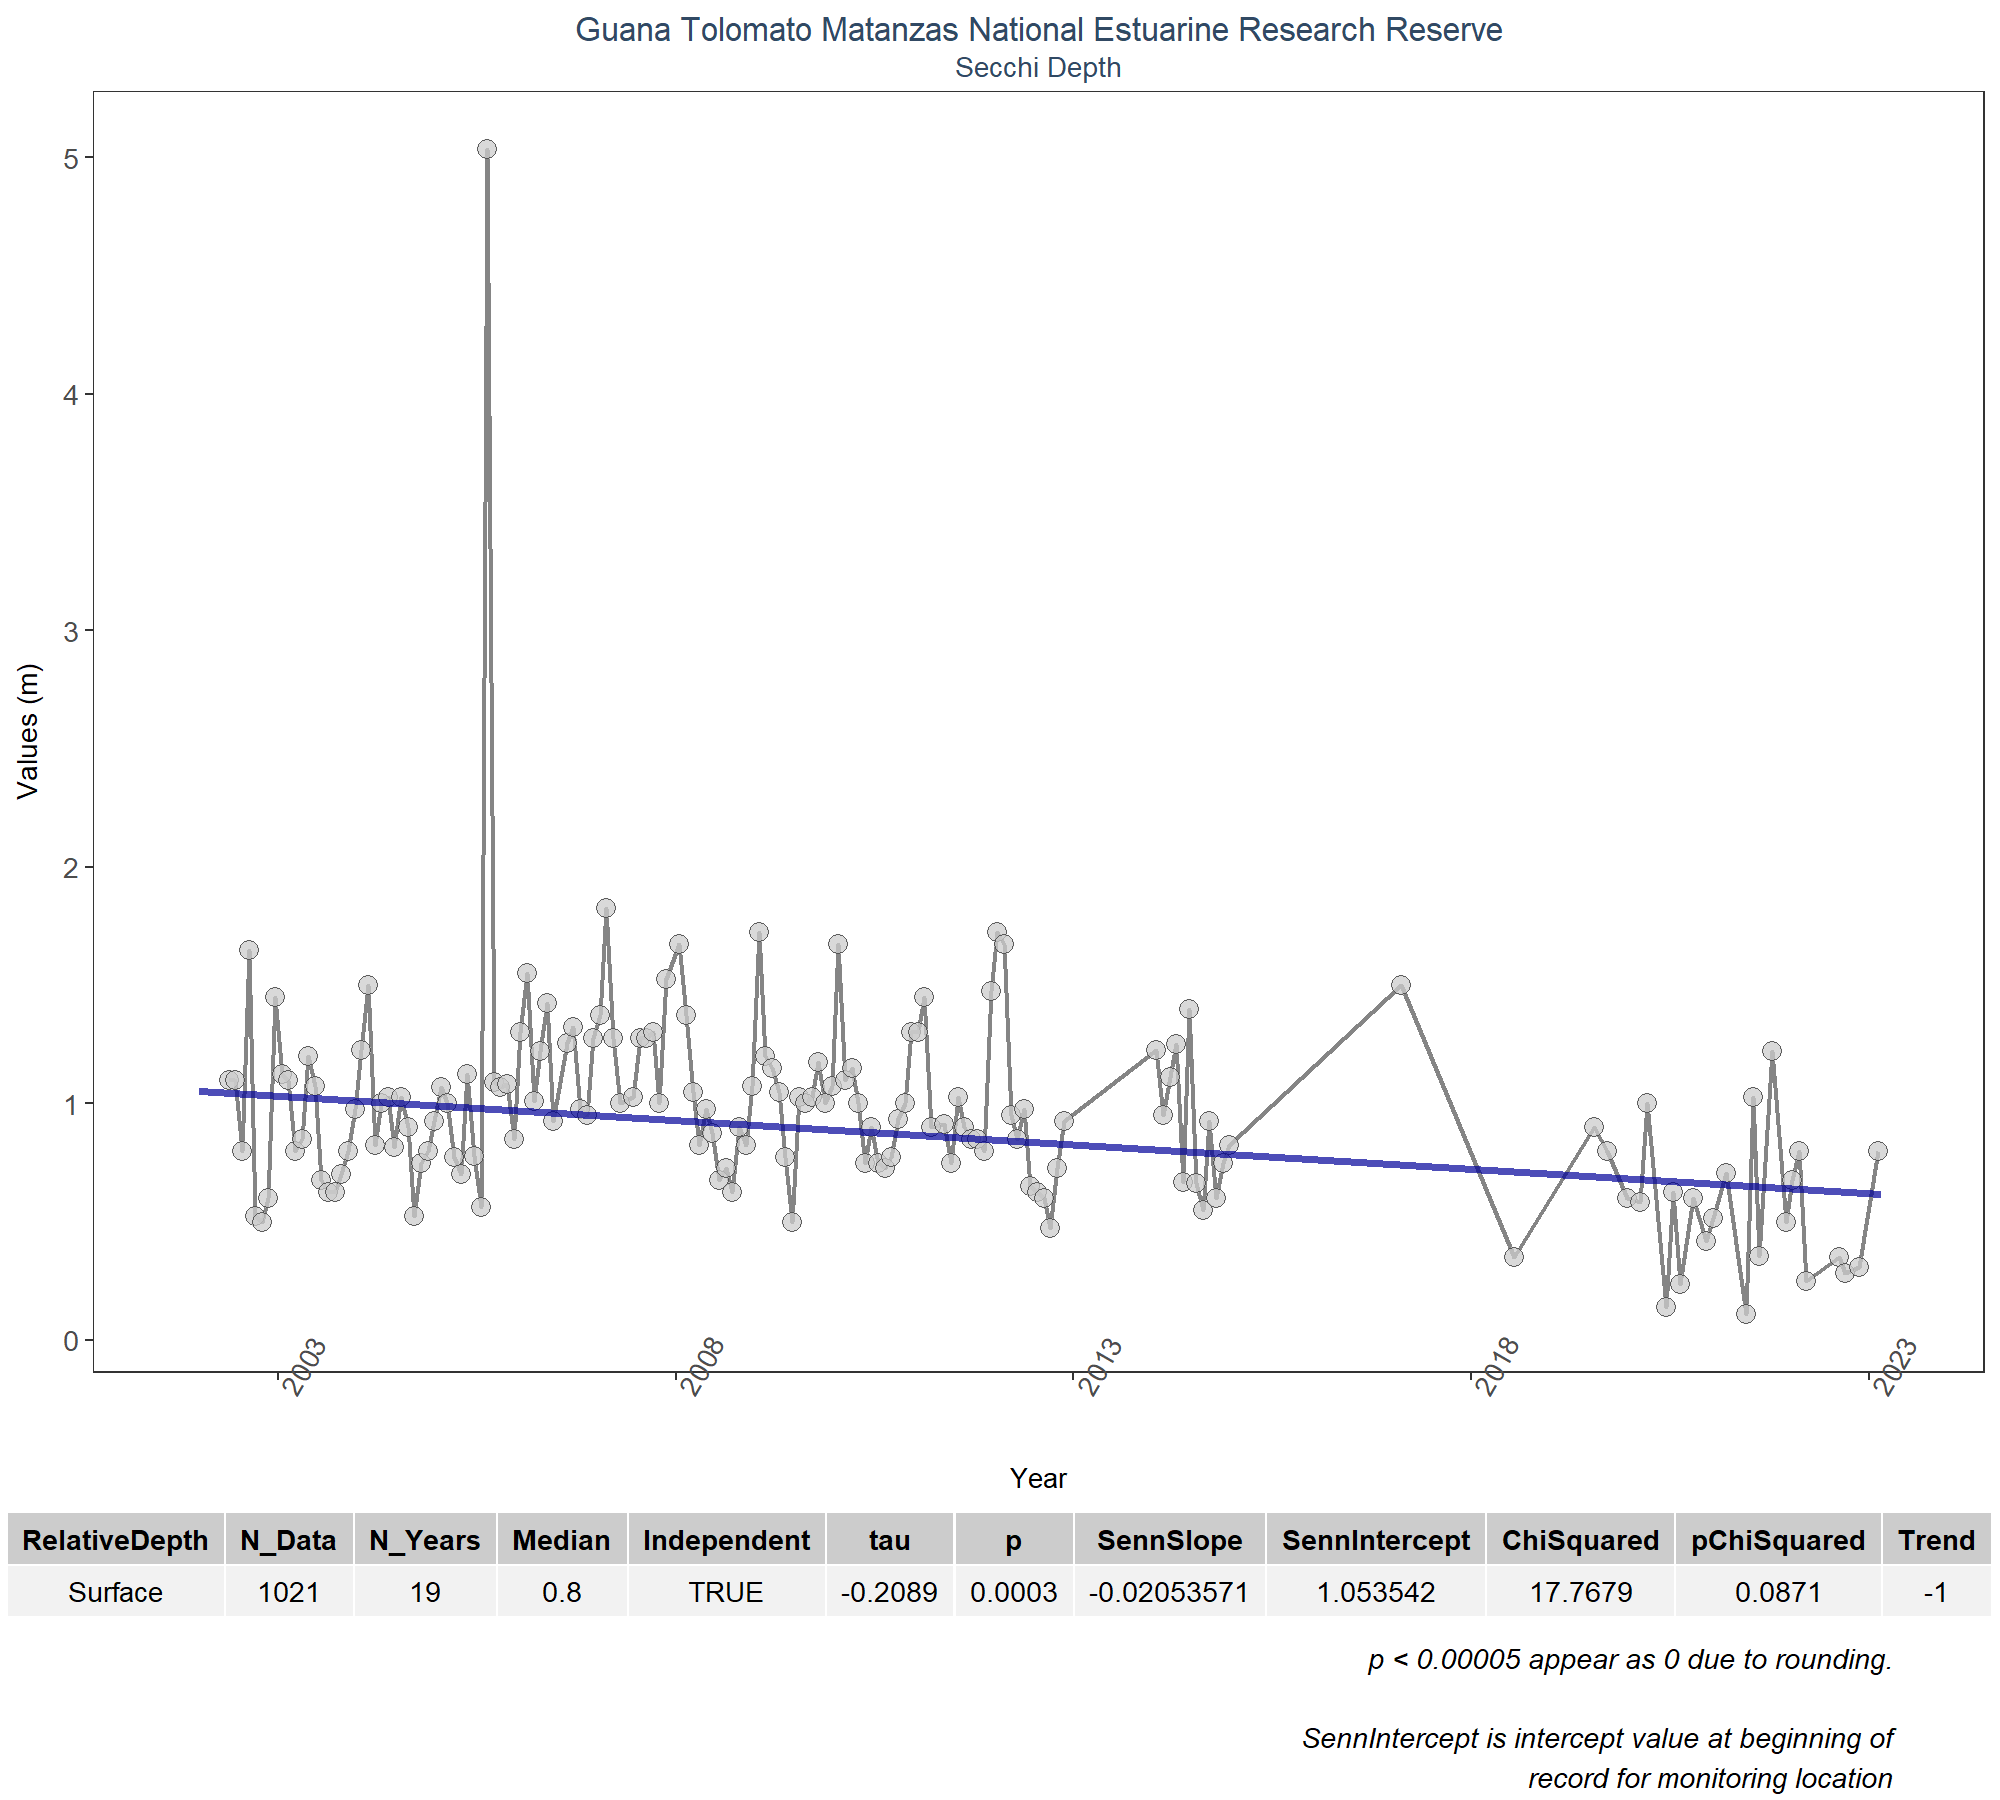 Guana Tolomato Matanzas National Estuarine Research Reserve
Secchi Depth
Values (m)
5
4
3
2
1
0
2003
2008
2013
2018
2023
Year
RelativeDepth N_Data N_Years Median Independent tau p SennSlope SennIntercept ChiSquared pChiSquared Trend
Surface 1021 19 0.8 TRUE -0.2089 0.0003 -0.02053571 1.053542 17.7679 0.0871 -1
p < 0.00005 appear as 0 due to rounding.
SennIntercept is intercept value at beginning of
record for monitoring location